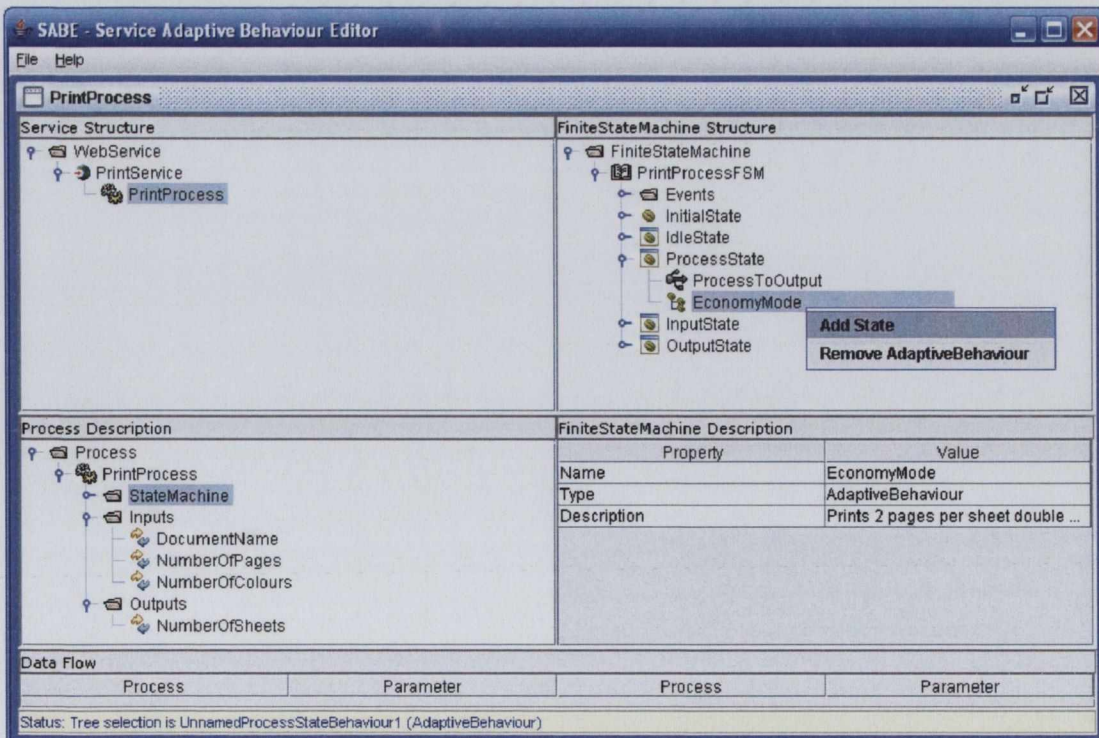 SABE - Service Adaptive Behaviour Editor
File Help
PrintProcess
Service Structure
WebService
PrintService
PrintProcess
FiniteStateMachine Structure
FiniteStateMachine
PrintProcessFSM
Events
InitialState
IdleState
ProcessState
ProcessToOutput
EconomyMode
InputState
OutputState
Add State
Remove AdaptiveBehaviour
Process Description
Process
PrintProcess
StateMachine
Inputs
DocumentName
NumberOfPages
NumberOfColours
Outputs
NumberOfSheets
FiniteStateMachine Description
Property Value
Name EconomyMode
Type AdaptiveBehaviour
Description Prints 2 pages per sheet double ...
Data Flow
Process Parameter Process Parameter
Status: Tree selection is UnnamedProcessStateBehaviour1 (AdaptiveBehaviour)